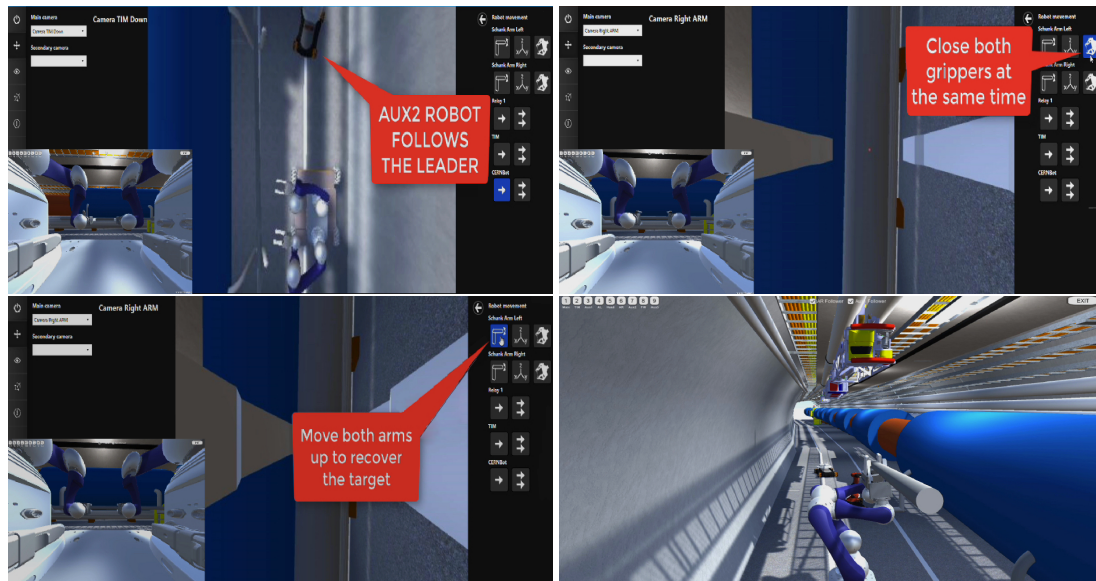 Main camera
Camera TIM Down
Camera TIM Down
Secondary camera
Robot movement
Schunk Arm Left
Schunk Arm Right
Relay 1
TIM
CERNBot
AUX2 ROBOT
FOLLOWS
THE LEADER
Main camera
Camera Right ARM
Camera Right ARM
Secondary camera
Robot movement
Schunk Arm Left
Schunk Arm Right
Relay 1
TIM
CERNBot
Close both
grippers at
the same time
Main camera
Camera Right ARM
Camera Right ARM
Secondary camera
Robot movement
Schunk Arm Left
Schunk Arm Right
Relay 1
TIM
CERNBot
Move both arms
up to recover
the target
1 2 3 4 5 6 7 8 9
EXIT